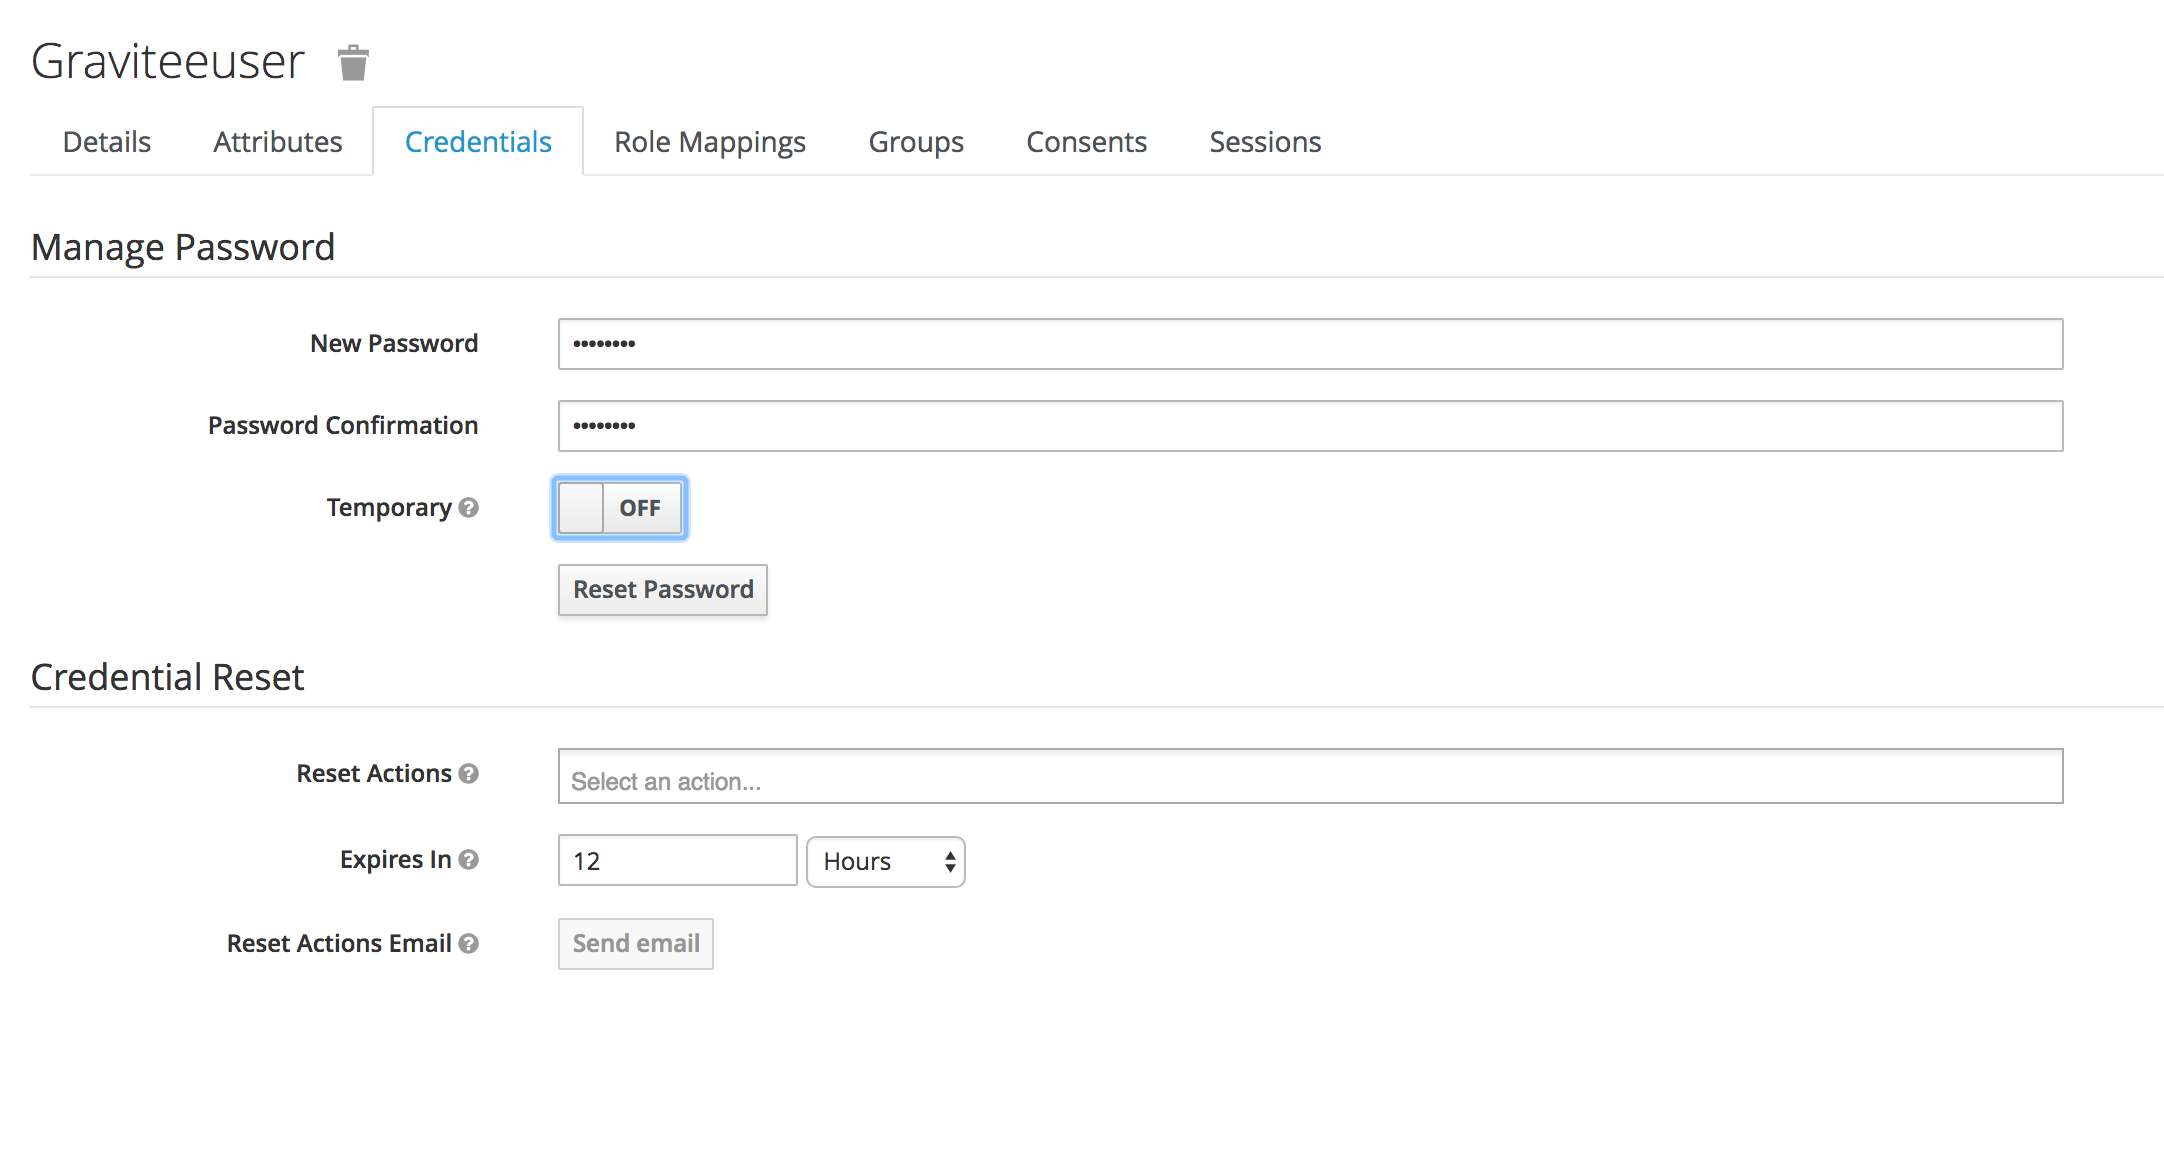 Graviteeuser
Details Attributes Credentials Role Mappings Groups Consents Sessions
Manage Password
New Password ••••••••
Password Confirmation ••••••••
Temporary ? OFF
Reset Password
Credential Reset
Reset Actions ? Select an action...
Expires In ? 12 Hours
Reset Actions Email ? Send email